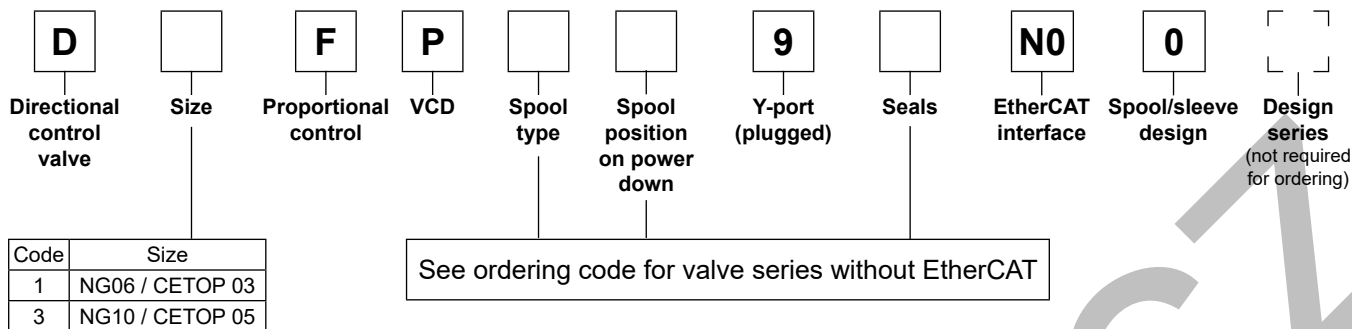 D F P 9 N0 0
Directional control valve
Size
Proportional control
VCD
Spool type
Spool position on power down
Y-port (plugged)
Seals
EtherCAT interface
Spool/sleeve design
Design series (not required for ordering)
Code Size
1 NG06 / CETOP 03
3 NG10 / CETOP 05
See ordering code for valve series without EtherCAT